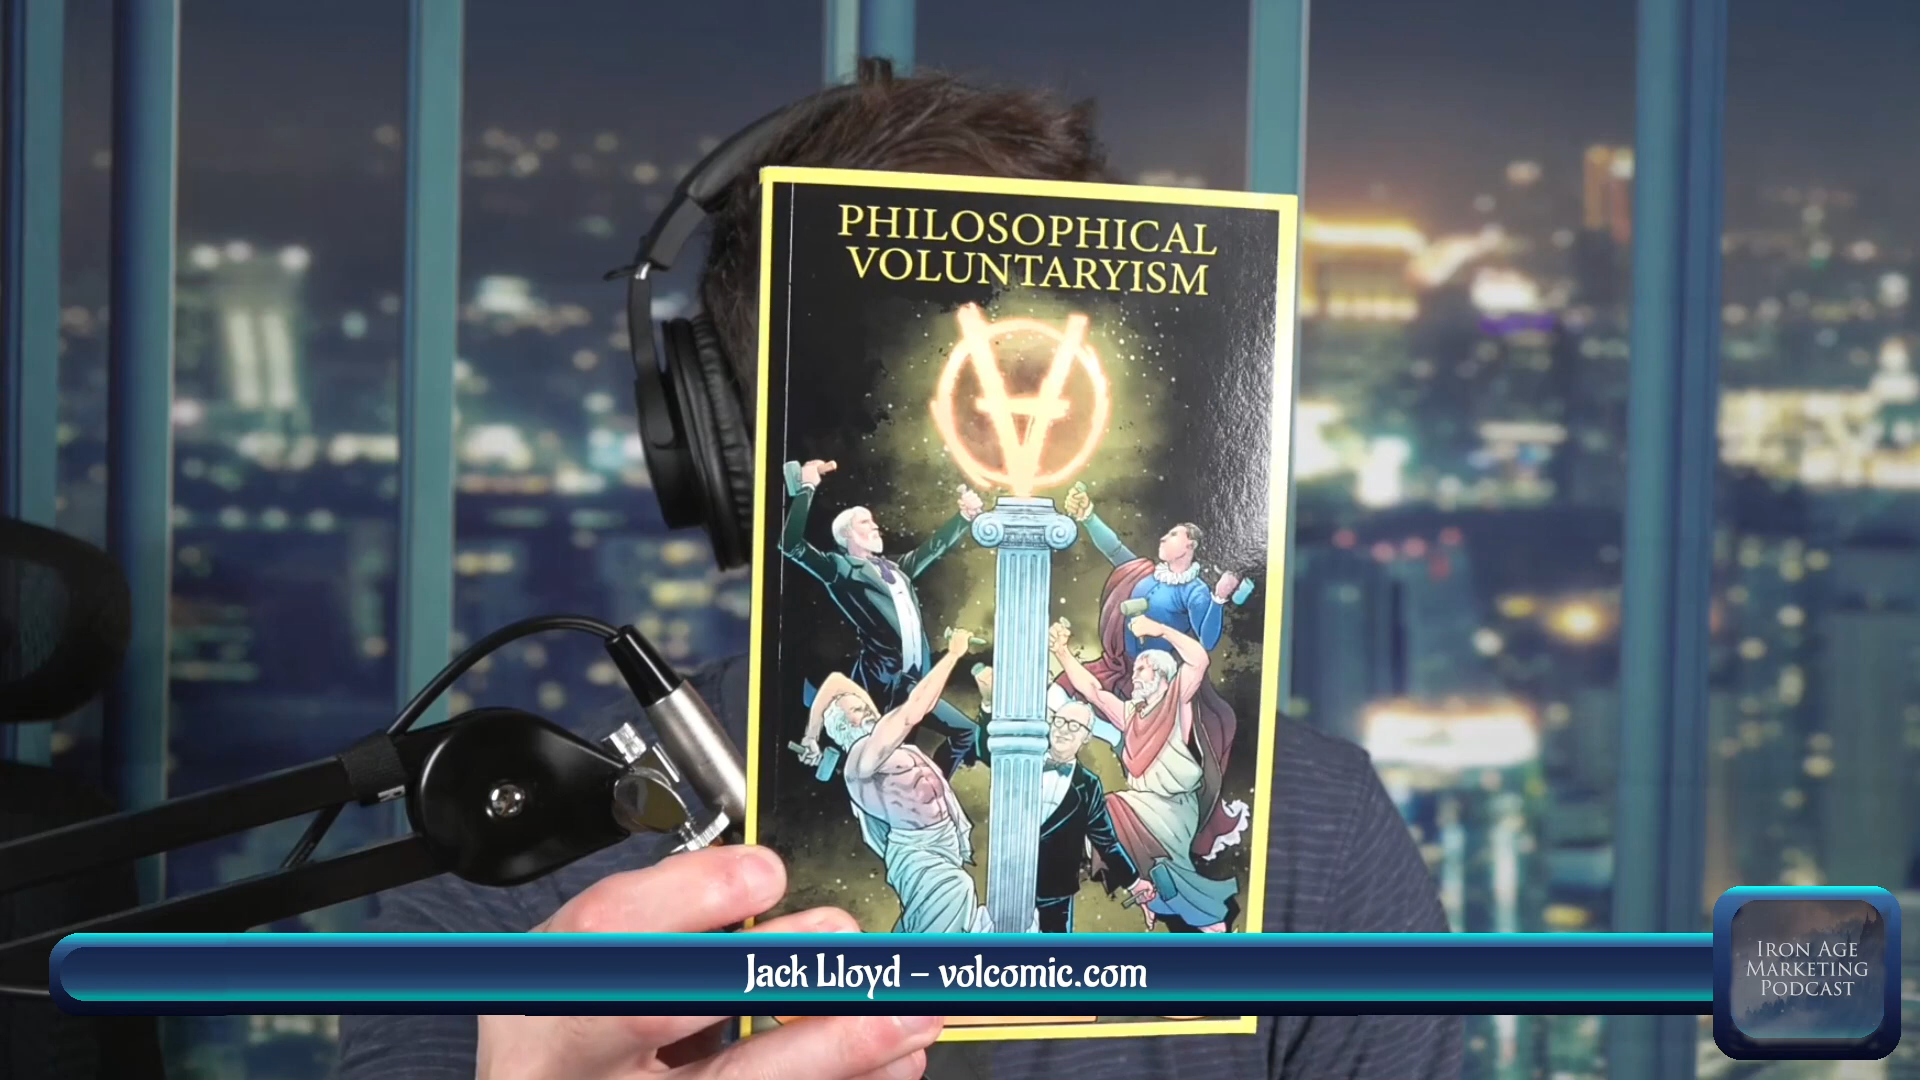 PHILOSOPHICAL
VOLUNTARYISM
Jack Lloyd – volcomic.com
IRON AGE
MARKETING
PODCAST